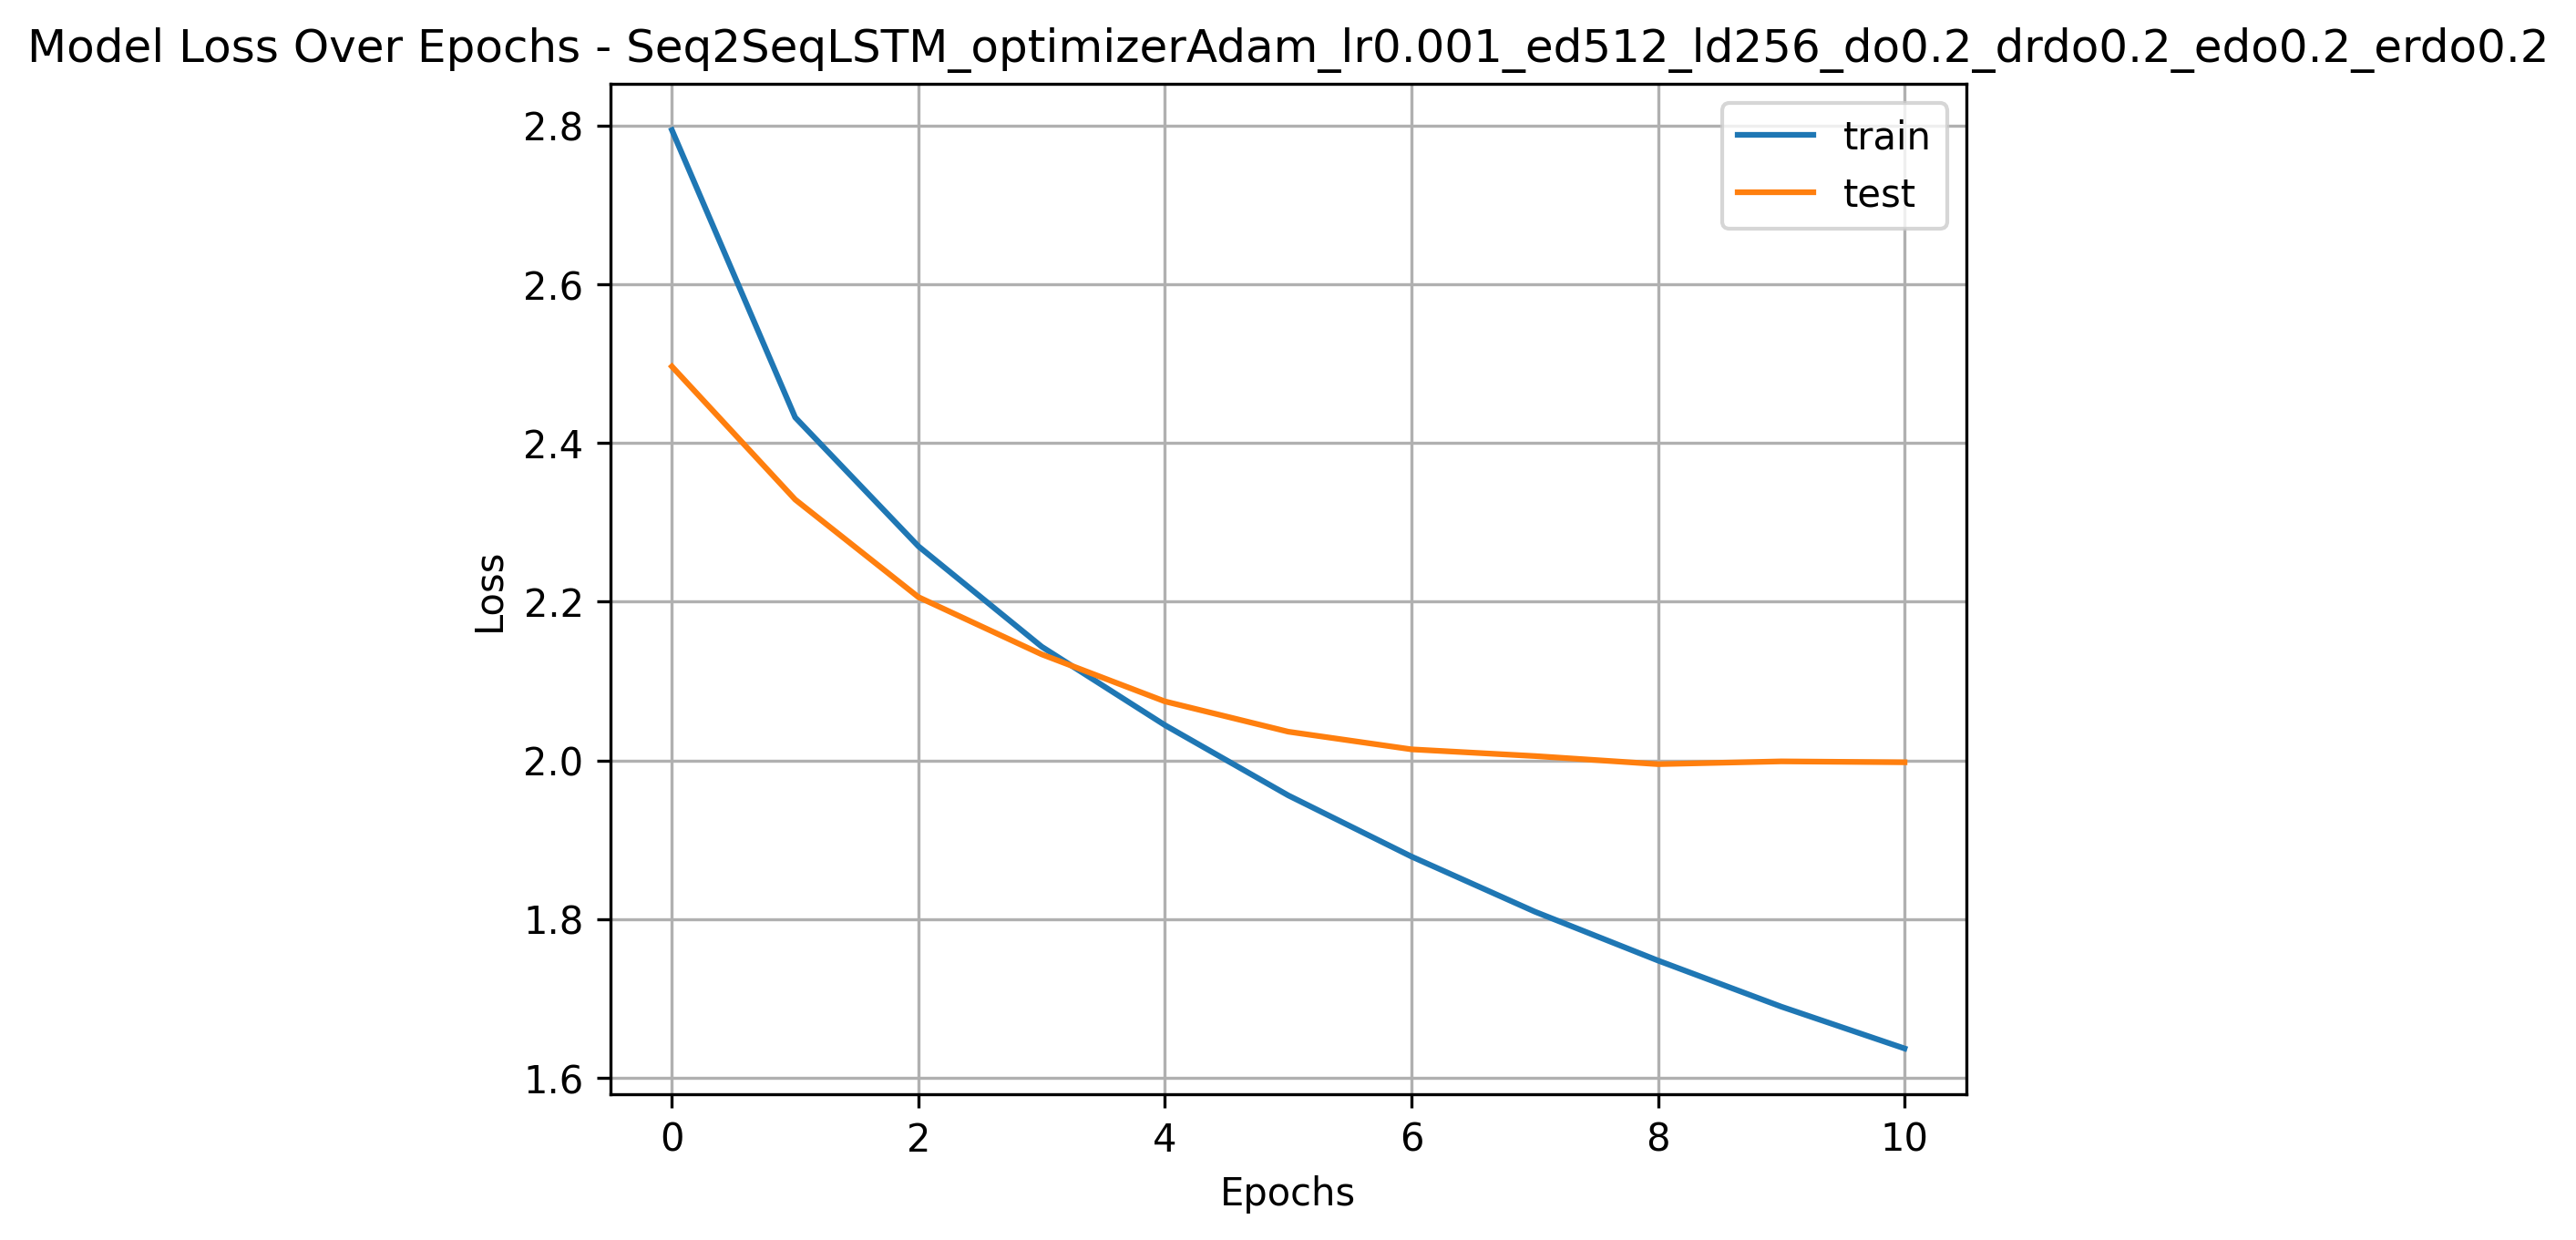 Model Loss Over Epochs - Seq2SeqLSTM_optimizerAdam_lr0.001_ed512_ld256_do0.2_drdo0.2_edo0.2_erdo0.2
train
test
2.8
2.6
2.4
2.2
2.0
1.8
1.6
Loss
0 2 4 6 8 10
Epochs